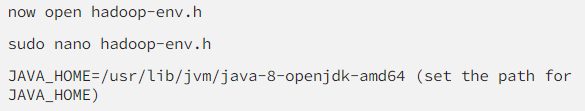 now open hadoop-env.h
sudo nano hadoop-env.h
JAVA_HOME=/usr/lib/jvm/java-8-openjdk-amd64 (set the path for
JAVA_HOME)